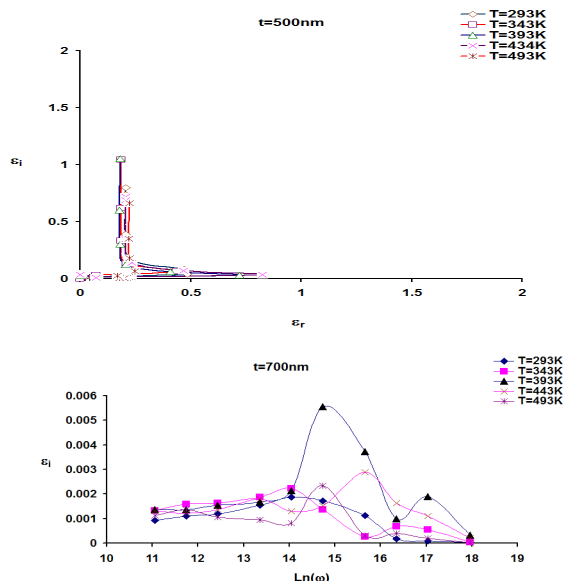 t=500nm
T=293K
T=343K
T=393K
T=434K
T=493K
2
1.5
1
0.5
0
εi
0 0.5 1 1.5 2
εr
t=700nm
T=293K
T=343K
T=393K
T=443K
T=493K
0.006
0.005
0.004
0.003
0.002
0.001
0
εi
10 11 12 13 14 15 16 17 18 19
Ln(ω)